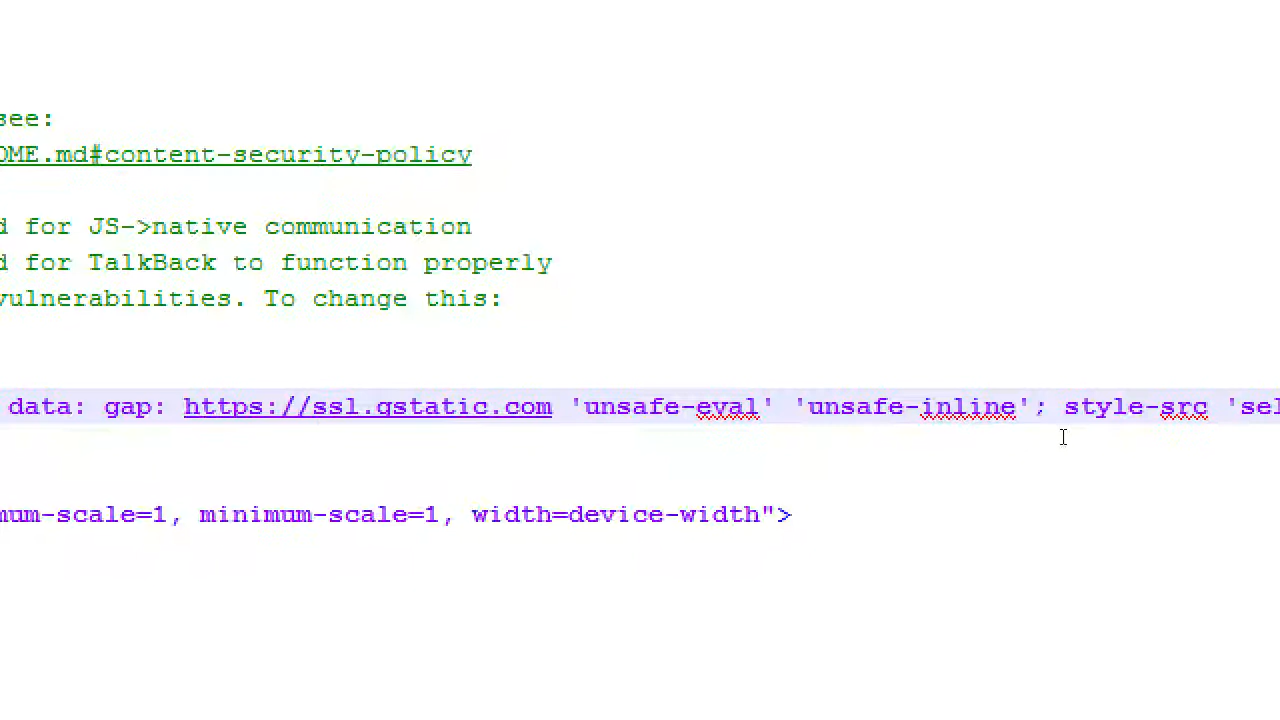 see:
OME.md#content-security-policy
d for JS->native communication
d for TalkBack to function properly
vulnerabilities. To change this:
data: gap: https://ssl.gstatic.com 'unsafe-eval' 'unsafe-inline'; style-src 'sel
mum-scale=1, minimum-scale=1, width=device-width">